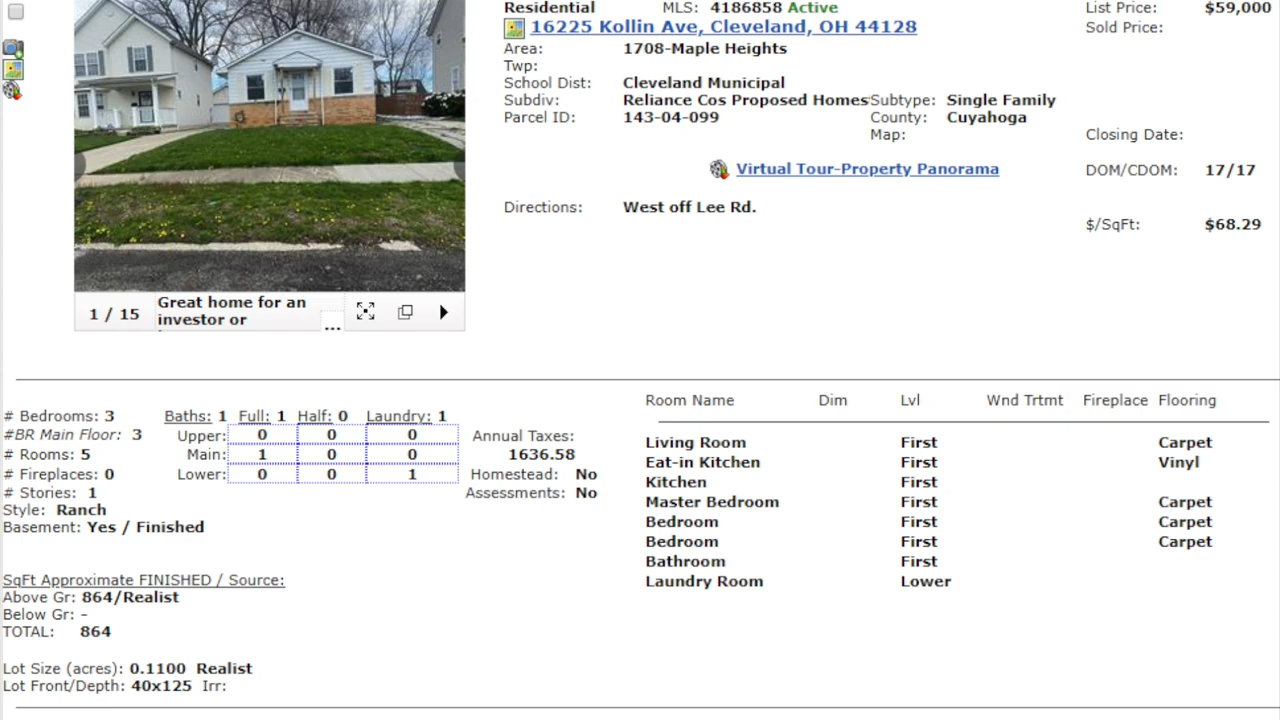 Residential MLS: 4186858 Active List Price: $59,000
16225 Kollin Ave, Cleveland, OH 44128 Sold Price:
Area: 1708-Maple Heights
Twp:
School Dist: Cleveland Municipal
Subdiv: Reliance Cos Proposed Homes Subtype: Single Family
Parcel ID: 143-04-099 County: Cuyahoga
Map: Closing Date:
Virtual Tour-Property Panorama DOM/CDOM: 17/17
Directions: West off Lee Rd.
$/SqFt: $68.29
1 / 15 Great home for an
investor or
...
# Bedrooms: 3 Baths: 1 Full: 1 Half: 0 Laundry: 1
#BR Main Floor: 3 Upper: 0 0 0 Annual Taxes:
# Rooms: 5 Main: 1 0 0 1636.58
# Fireplaces: 0 Lower: 0 0 1 Homestead: No
# Stories: 1 Assessments: No
Style: Ranch
Basement: Yes / Finished
SqFt Approximate FINISHED / Source:
Above Gr: 864/Realist
Below Gr: -
TOTAL: 864
Lot Size (acres): 0.1100 Realist
Lot Front/Depth: 40x125 Irr:
Room Name Dim Lvl Wnd Trtmt Fireplace Flooring
Living Room First Carpet
Eat-in Kitchen First Vinyl
Kitchen First
Master Bedroom First Carpet
Bedroom First Carpet
Bedroom First Carpet
Bathroom First
Laundry Room Lower